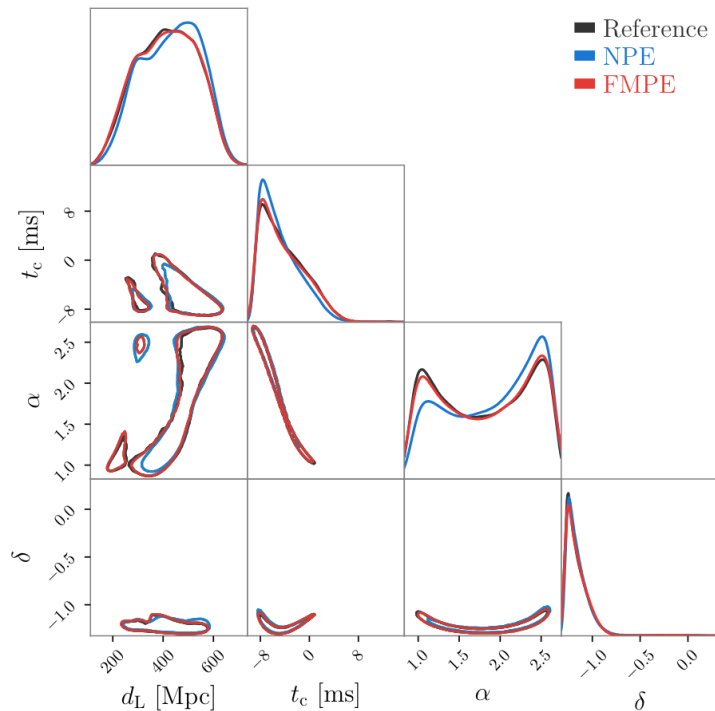 Reference
NPE
FMPE
8
0
−8
t_c [ms]
2.5
2.0
1.5
1.0
α
0.0
−0.5
−1.0
δ
200 400 600
−8 0 8
1.0 1.5 2.0 2.5
−1.0 −0.5 0.0
d_L [Mpc] t_c [ms] α δ